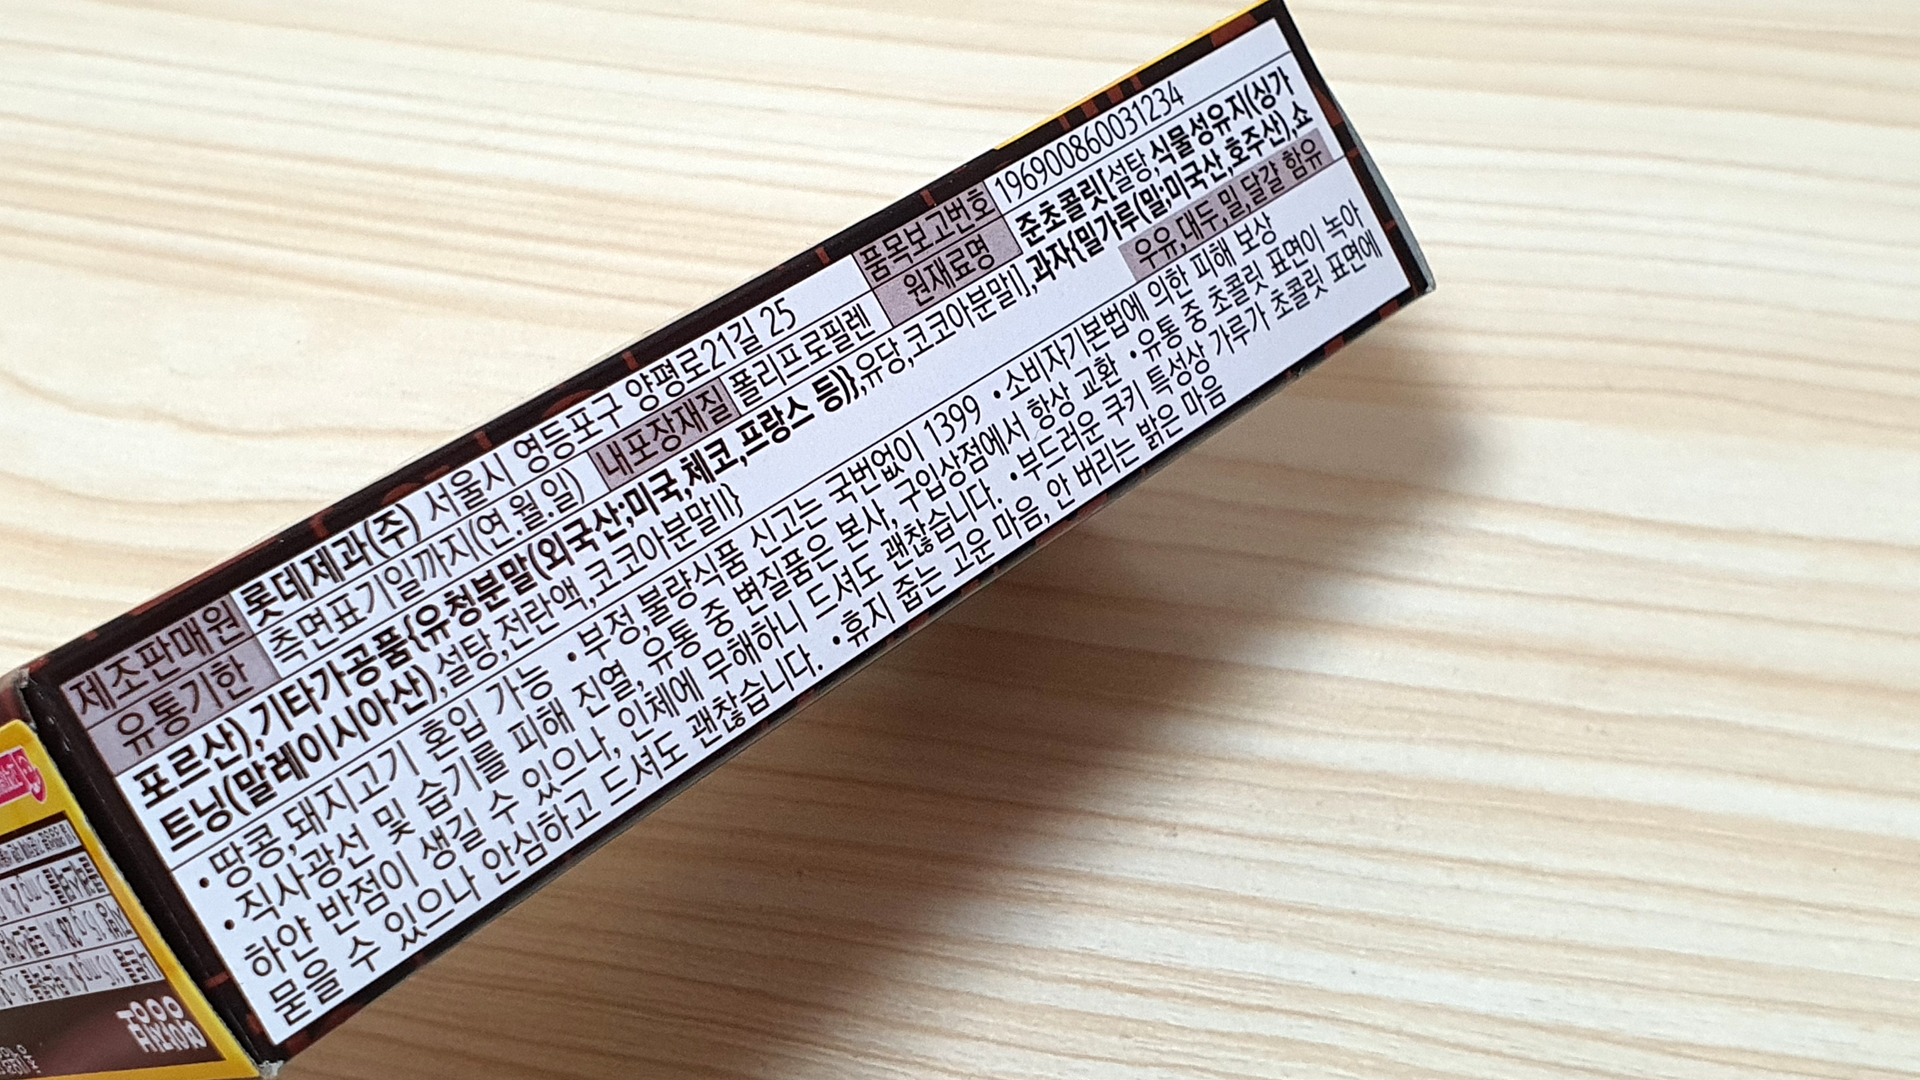 제조판매원 롯데제과(주) 서울시 영등포구 양평로21길 25 품목보고번호 196900860031234
유통기한 측면표기일까지(연.월.일) 내포장재질 폴리프로필렌 원재료명 준초콜릿[설탕,식물성유지(싱가
포르산),기타가공품{유청분말(외국산;미국,체코,프랑스 등)},유당,코코아분말I],과자{밀가루(밀;미국산,호주산),쇼
트닝(말레이시아산),설탕,전란액,코코아분말II} 우유,대두,밀,달걀 함유
•땅콩,돼지고기 혼입 가능 •부정,불량식품 신고는 국번없이 1399 •소비자기본법에 의한 피해 보상
•직사광선 및 습기를 피해 진열, 유통 중 변질품은 본사, 구입상점에서 항상 교환 •유통 중 초콜릿 표면이 녹아
하얀 반점이 생길 수 있으나, 인체에 무해하니 드셔도 괜찮습니다. •부드러운 쿠키 특성상 가루가 초콜릿 표면에
묻을 수 있으나 안심하고 드셔도 괜찮습니다. •휴지 줍는 고운 마음, 안 버리는 밝은 마음